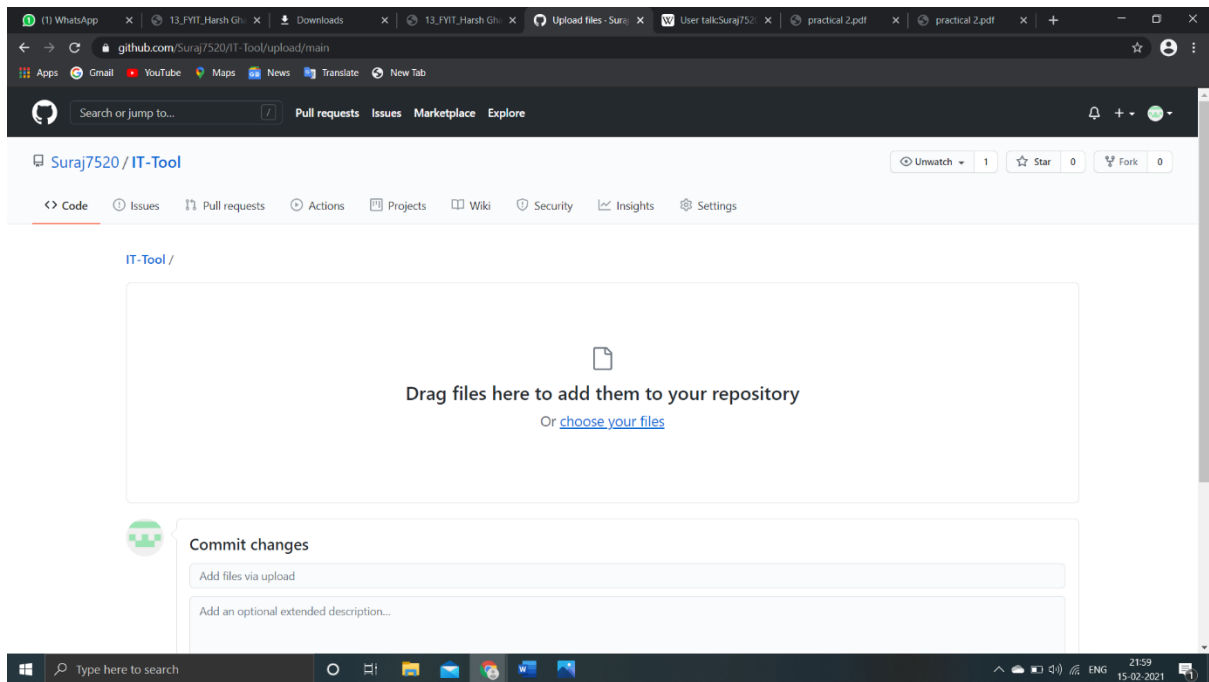 (1) WhatsApp
13_FYIT_Harsh Gha
Downloads
13_FYIT_Harsh Gha
Upload files - Suraj
User talk:Suraj752
practical 2.pdf
practical 2.pdf
github.com/Suraj7520/IT-Tool/upload/main
Apps Gmail YouTube Maps News Translate New Tab
Search or jump to... / Pull requests Issues Marketplace Explore
Suraj7520 / IT-Tool
Unwatch 1 Star 0 Fork 0
<> Code Issues Pull requests Actions Projects Wiki Security Insights Settings
IT-Tool /
Drag files here to add them to your repository
Or choose your files
Commit changes
Add files via upload
Add an optional extended description...
Type here to search
ENG
21:59
15-02-2021
1